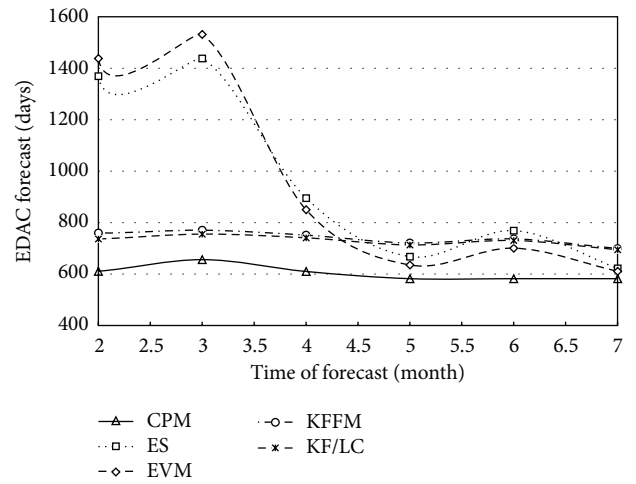 1600
1400
1200
1000
800
600
400
EDAC forecast (days)
2 2.5 3 3.5 4 4.5 5 5.5 6 6.5 7
Time of forecast (month)
CPM
ES
EVM
KFFM
KF/LC